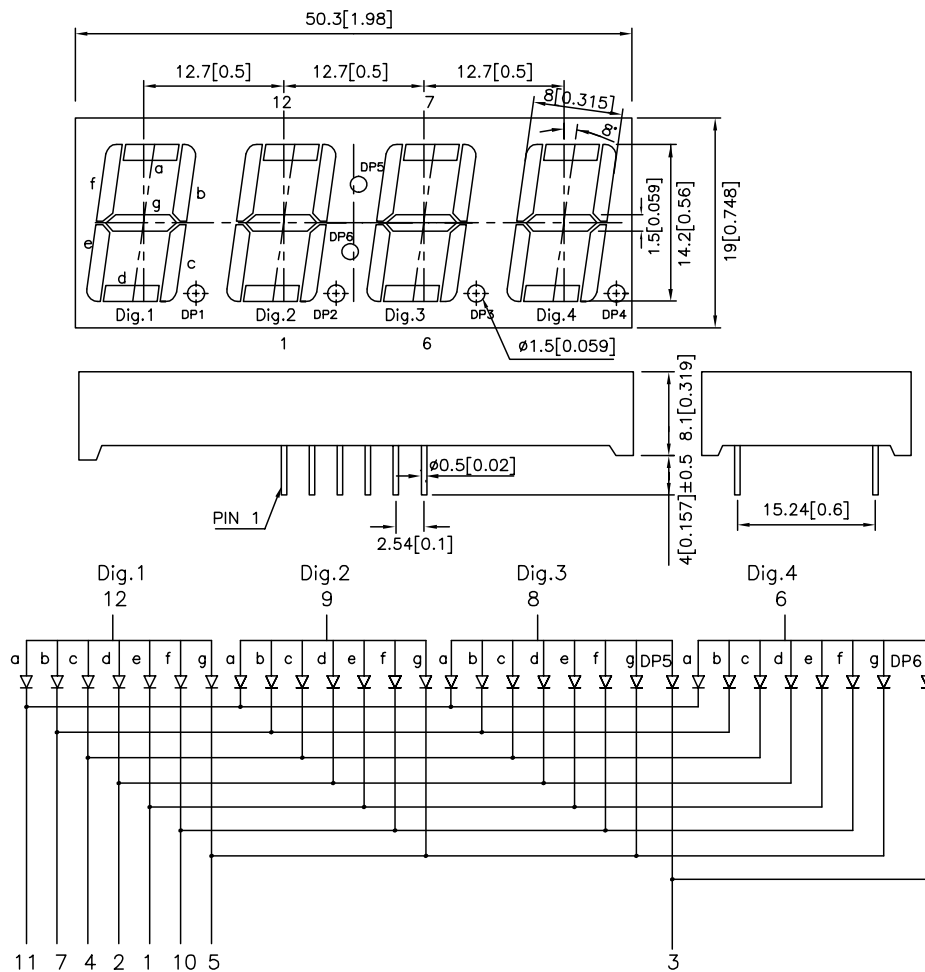 50.3[1.98]
12.7[0.5] 12.7[0.5] 12.7[0.5]
12 7
8[0.315]
8°
f a b g e c d
DP5
DP6
1.5[0.059]
14.2[0.56]
19[0.748]
Dig.1 DP1 Dig.2 DP2 Dig.3 DP3 Dig.4 DP4
1 6
ø1.5[0.059]
8.1[0.319]
ø0.5[0.02]
4[0.157]±0.5
PIN 1
2.54[0.1]
15.24[0.6]
Dig.1 Dig.2 Dig.3 Dig.4
12 9 8 6
a b c d e f g a b c d e f g a b c d e f g DP5 a b c d e f g DP6
11 7 4 2 1 10 5 3